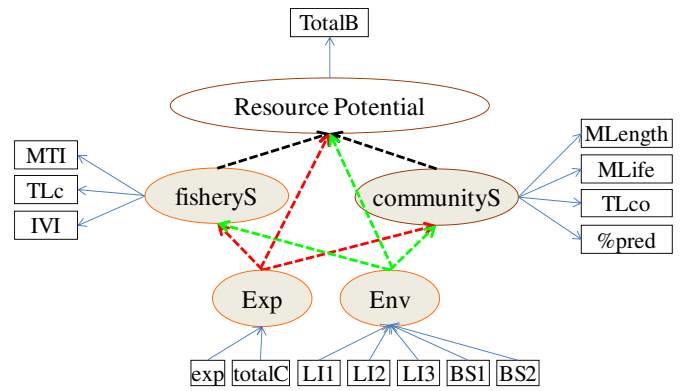 TotalB
Resource Potential
MTI
TLc
IVI
fisheryS
communityS
MLength
MLife
TLco
%pred
Exp
Env
exp
totalC
LI1
LI2
LI3
BS1
BS2